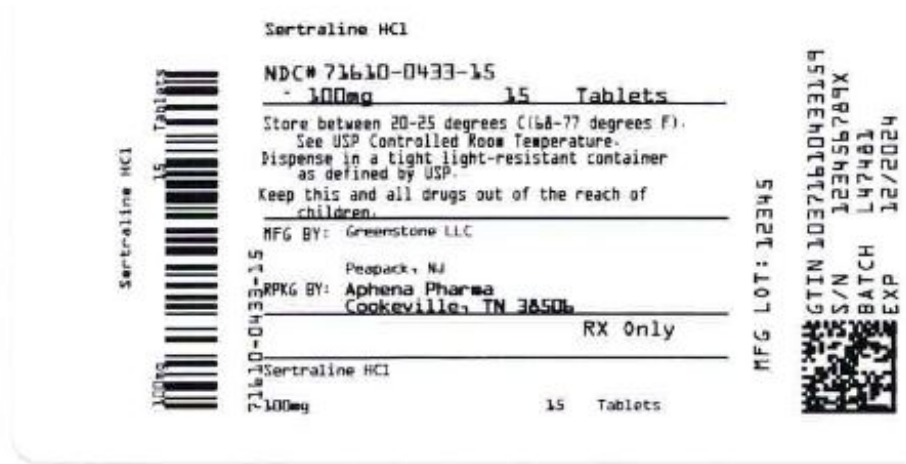 Sertraline HCl
NDC# 71610-0433-15
100mg 15 Tablets
Store between 20-25 degrees C(68-77 degrees F).
See USP Controlled Room Temperature.
Dispense in a tight light-resistant container
as defined by USP.
Keep this and all drugs out of the reach of
children.
MFG BY: Greenstone LLC
Peapack, NJ
RPKG BY: Aphena Pharma
Cookeville, TN 38506
RX Only
Sertraline HCl
100mg 15 Tablets
Sertraline HCl
100mg 15 Tablets
71610-0433-15
MFG LOT: 12345
GTIN 10371610433159
S/N 123456789X
BATCH L47481
EXP 12/2024